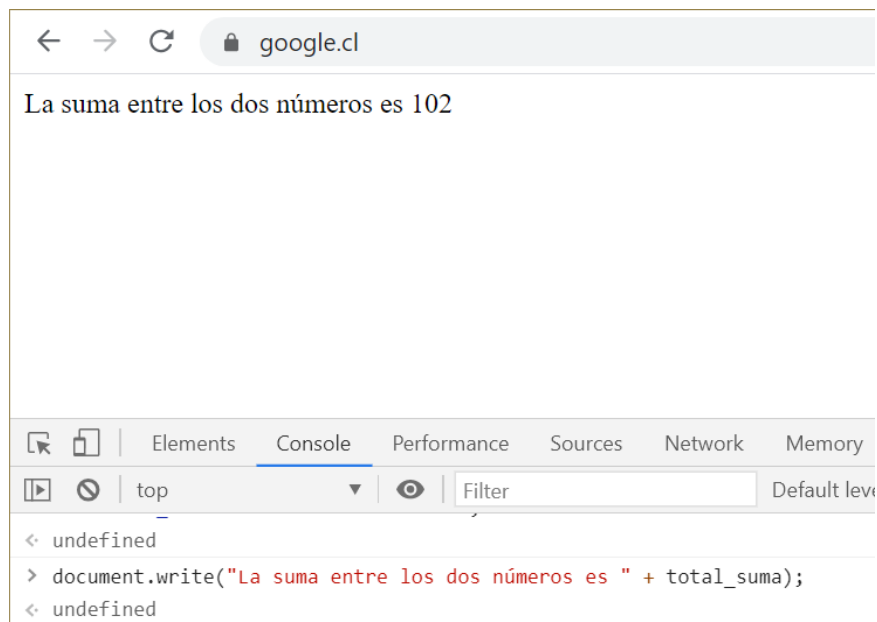 google.cl
La suma entre los dos números es 102
Elements Console Performance Sources Network Memory
top Filter Default leve
undefined
> document.write("La suma entre los dos números es " + total_suma);
undefined